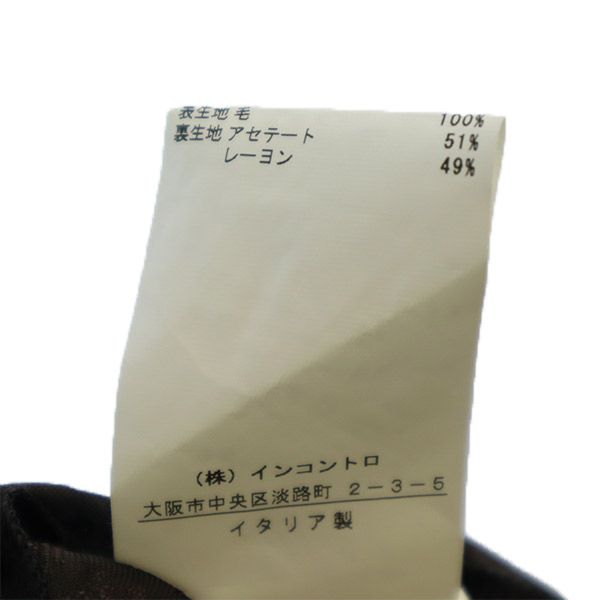 表生地 毛 100%
裏生地 アセテート 51%
レーヨン 49%
(株) インコントロ
大阪市中央区淡路町 2-3-5
イタリア製